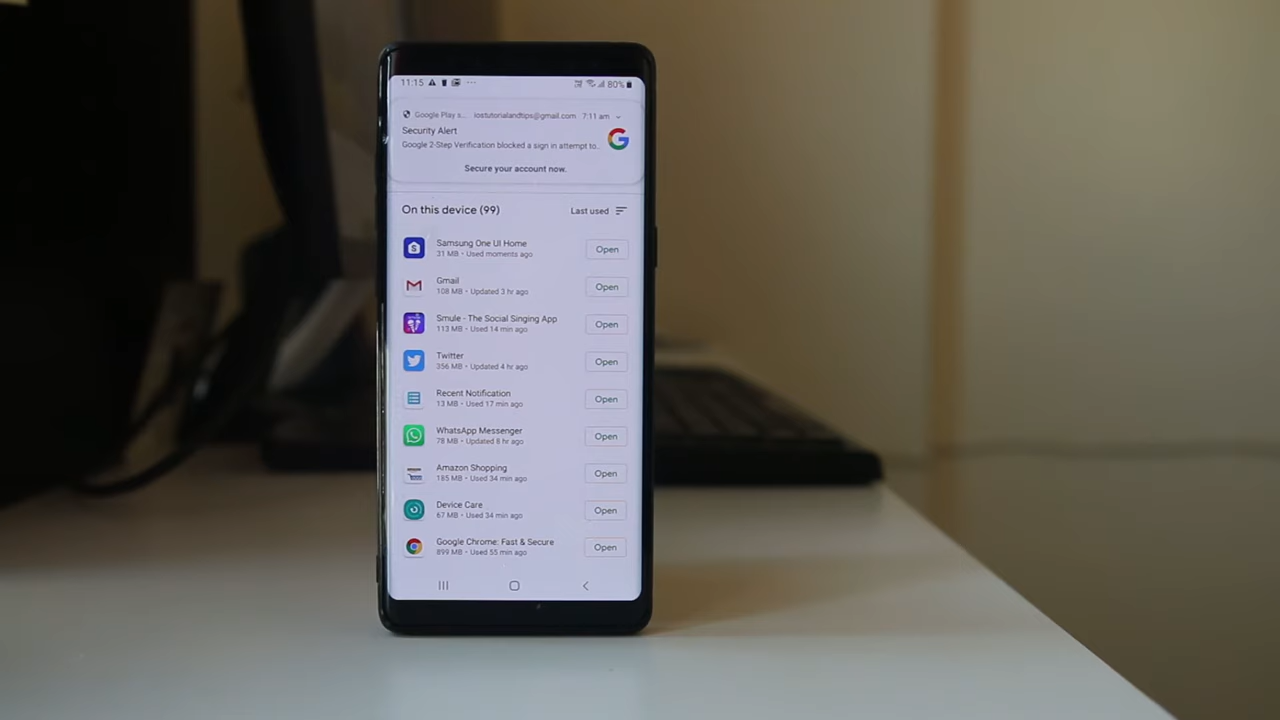 11:15 80%
Google Play s... iostutorialandtips@gmail.com 7:11 am
Security Alert
Google 2-Step Verification blocked a sign in attempt to..
Secure your account now.
On this device (99) Last used
Samsung One UI Home
31 MB • Used moments ago
Open
Gmail
108 MB • Updated 3 hr ago
Open
Smule - The Social Singing App
113 MB • Used 14 min ago
Open
Twitter
356 MB • Updated 4 hr ago
Open
Recent Notification
13 MB • Used 17 min ago
Open
WhatsApp Messenger
78 MB • Updated 8 hr ago
Open
Amazon Shopping
185 MB • Used 34 min ago
Open
Device Care
67 MB • Used 34 min ago
Open
Google Chrome: Fast & Secure
899 MB • Used 55 min ago
Open